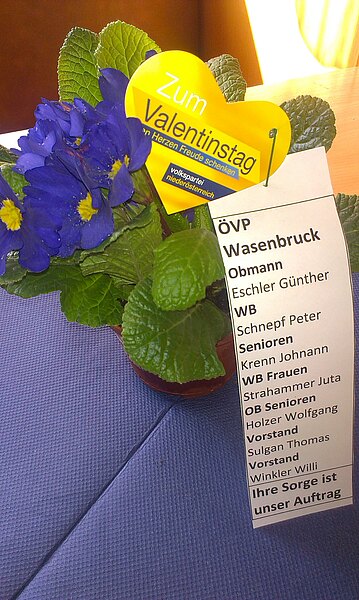 Zum
Valentinstag
Herzen Freude schenken
volkspartei
niederösterreich
ÖVP
Wasenbruck
Obmann
Eschler Günther
WB
Schnepf Peter
Senioren
Krenn Johnann
WB Frauen
Strahammer Juta
OB Senioren
Holzer Wolfgang
Vorstand
Sulgan Thomas
Vorstand
Winkler Willi
Ihre Sorge ist
unser Auftrag